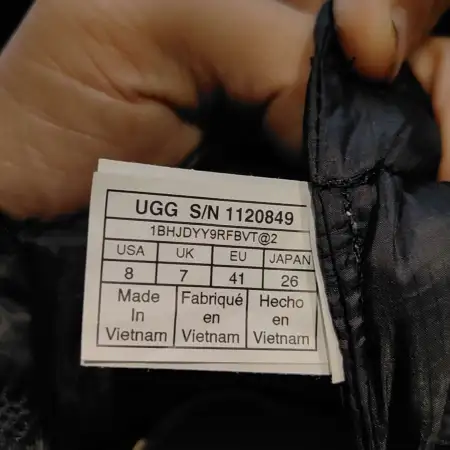 UGG S/N 1120849
1BHJDYY9RFBVT@2
USA UK EU JAPAN
8 7 41 26
Made Fabriqué Hecho
In en en
Vietnam Vietnam Vietnam